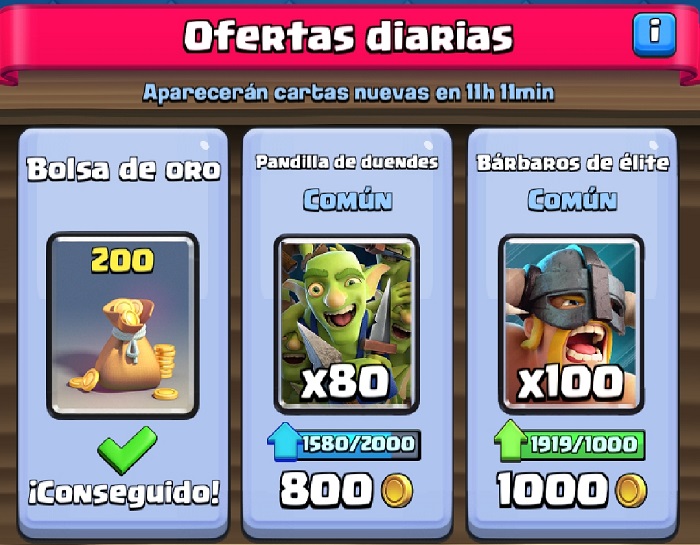 Ofertas diarias
i
Aparecerán cartas nuevas en 11h 11min
Bolsa de oro
200
¡Conseguido!
Pandilla de duendes
Común
x80
1580/2000
800
Bárbaros de élite
Común
x100
1919/1000
1000